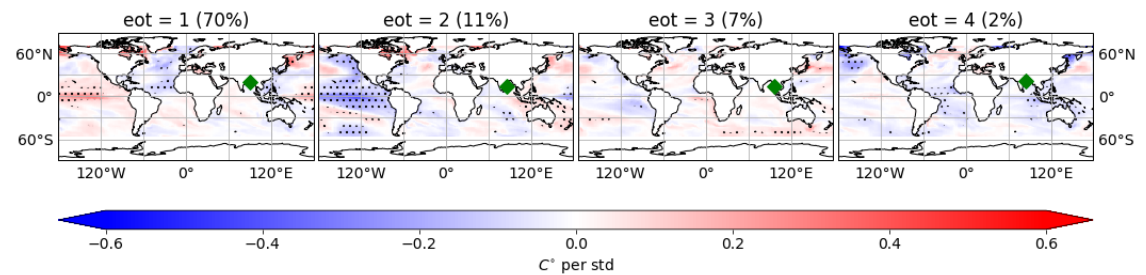 eot = 1 (70%) eot = 2 (11%) eot = 3 (7%) eot = 4 (2%)
60°N 60°N
0° 0°
60°S 60°S
120°W 0° 120°E 120°W 0° 120°E 120°W 0° 120°E 120°W 0° 120°E
−0.6 −0.4 −0.2 0.0 0.2 0.4 0.6
C° per std